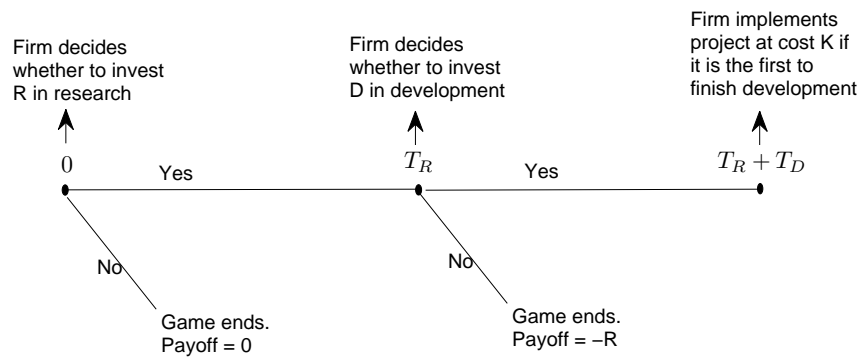 Firm decides
whether to invest
R in research
Firm decides
whether to invest
D in development
Firm implements
project at cost K if
it is the first to
finish development
0
T_R
T_R + T_D
Yes
Yes
No
No
Game ends.
Payoff = 0
Game ends.
Payoff = −R